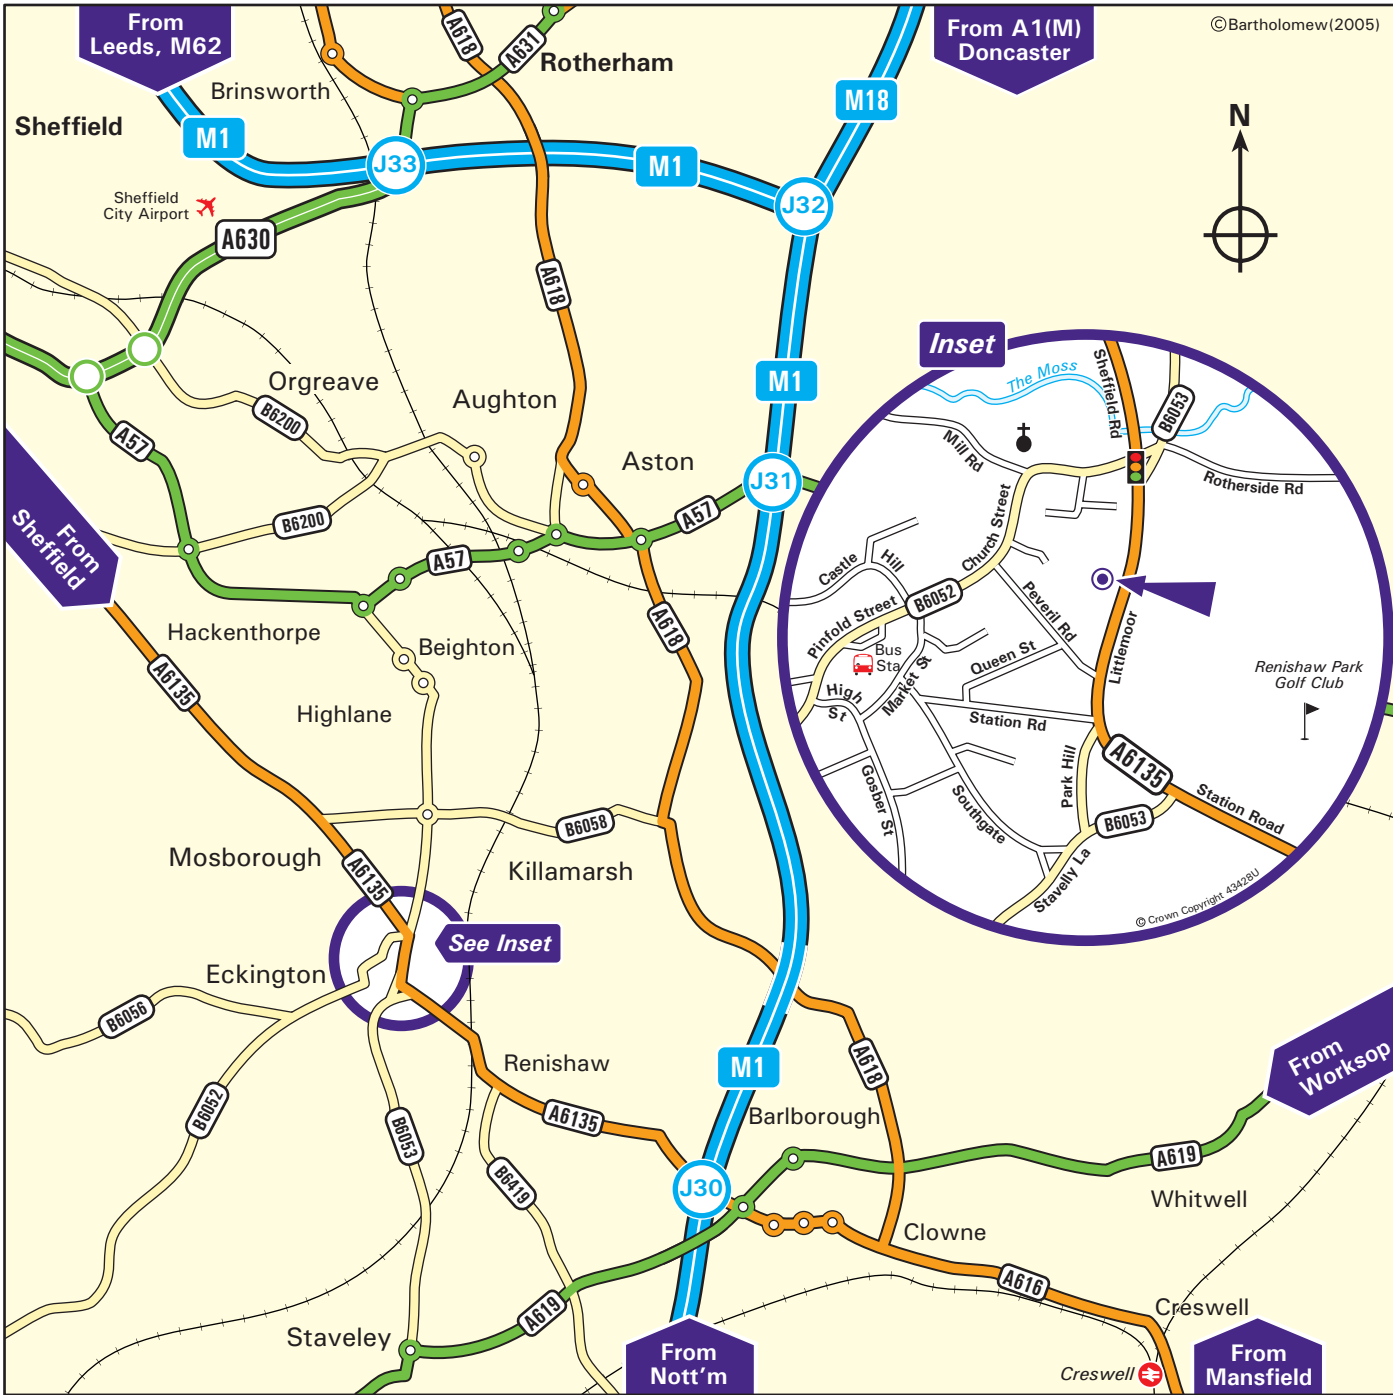 From
Leeds, M62
A618
A631
Rotherham
From A1(M)
Doncaster
©Bartholomew(2005)
Brinsworth
M18
Sheffield
M1
J33
M1
N
Sheffield
City Airport
J32
A630
A618
Inset
M1
Orgreave
Aughton
B6200
A57
Aston
J31
A57
B6200
A57
From
Sheffield
The Moss
Sheffield Rd
B6053
Mill Rd
Rotherside Rd
Church Street
Castle
Hill
B6052
Pinfold Street
Peveril Rd
Littlemoor
Bus
Sta
Queen St
Market St
High
St
Station Rd
Renishaw Park
Golf Club
A6135
Park Hill
Gosber St
Southgate
B6053
Station Road
Stavelly La
© Crown Copyright 43428U
Hackenthorpe
Beighton
A618
A6135
Highlane
B6058
Mosborough
A6135
Killamarsh
See Inset
Eckington
B6056
Renishaw
M1
A618
From
Worksop
B6052
B6053
A6135
Barlborough
A619
B6419
J30
Whitwell
Clowne
A616
A619
Creswell
Staveley
From
Nott'm
Creswell
From
Mansfield